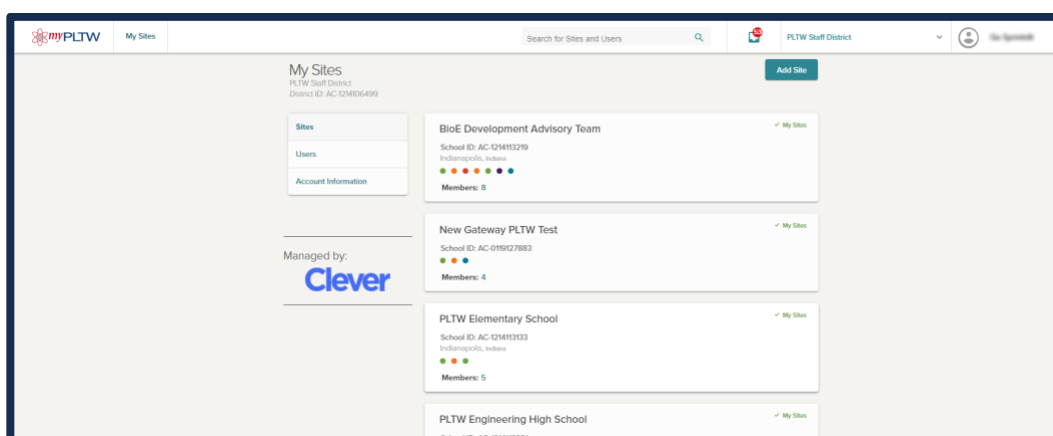 myPLTW
My Sites
Search for Sites and Users
53
PLTW Staff District
My Sites
PLTW Staff District
District ID: AC-1214106499
Add Site
Sites
Users
Account Information
Managed by:
Clever
BioE Development Advisory Team
My Sites
School ID: AC-1214113219
Indianapolis, Indiana
Members: 8
New Gateway PLTW Test
My Sites
School ID: AC-0119127883
Members: 4
PLTW Elementary School
My Sites
School ID: AC-1214113133
Indianapolis, Indiana
Members: 5
PLTW Engineering High School
My Sites